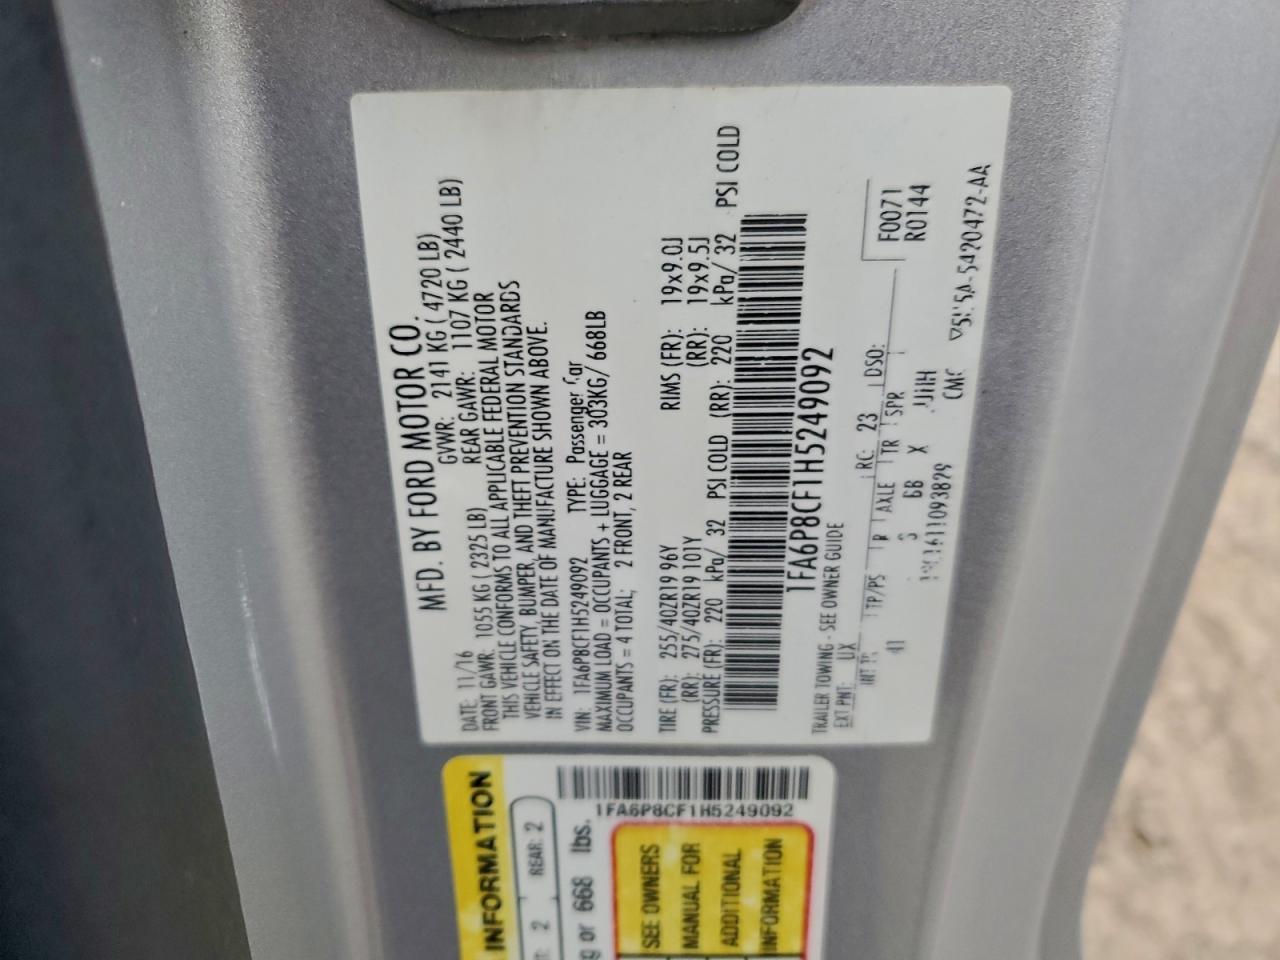 MFD. BY FORD MOTOR CO.
DATE: 11/16 GVWR: 2141 KG ( 4720 LB)
FRONT GAWR: 1055 KG ( 2325 LB) REAR GAWR: 1107 KG ( 2440 LB)
THIS VEHICLE CONFORMS TO ALL APPLICABLE FEDERAL MOTOR
VEHICLE SAFETY, BUMPER, AND THEFT PREVENTION STANDARDS
IN EFFECT ON THE DATE OF MANUFACTURE SHOWN ABOVE.
VIN: 1FA6P8CF1H5249092 TYPE: Passenger Car
MAXIMUM LOAD = OCCUPANTS + LUGGAGE = 303KG/ 668LB
OCCUPANTS = 4 TOTAL; 2 FRONT, 2 REAR
TIRE (FR): 255/40ZR19 96Y RIMS (FR): 19x9.0J
(RR): 275/40ZR19 101Y (RR): 19x9.5J
PRESSURE (FR): 220 kPa/ 32 PSI COLD (RR): 220 kPa/ 32 PSI COLD
1FA6P8CF1H5249092
TRAILER TOWING - SEE OWNER GUIDE
EXT PNT: UX RC: 23 DSO: F0071
R0144
INT TR TP/PS R AXLE TR SPR
41 S 6B X
INFORMATION
2 REAR: 2
1FA6P8CF1H5249092
or 668 lbs.
SEE OWNERS
MANUAL FOR
ADDITIONAL
INFORMATION